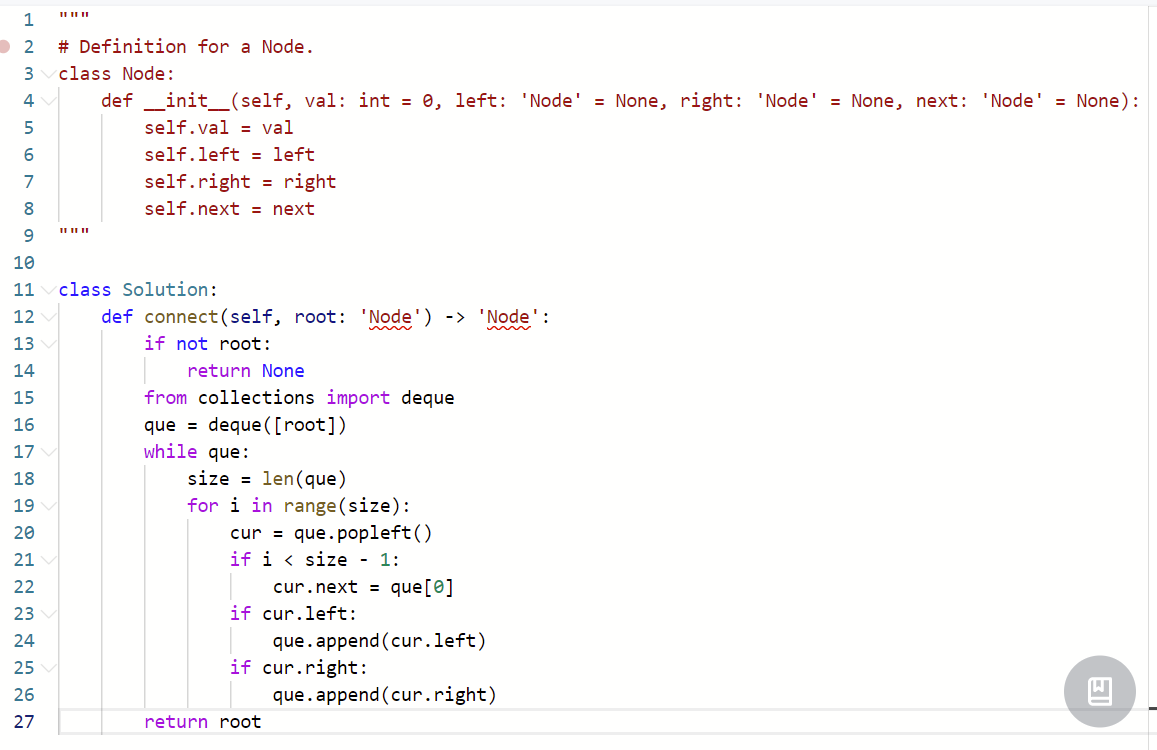 1 """
2 # Definition for a Node.
3 class Node:
4     def __init__(self, val: int = 0, left: 'Node' = None, right: 'Node' = None, next: 'Node' = None):
5         self.val = val
6         self.left = left
7         self.right = right
8         self.next = next
9 """
10
11 class Solution:
12     def connect(self, root: 'Node') -> 'Node':
13         if not root:
14             return None
15         from collections import deque
16         que = deque([root])
17         while que:
18             size = len(que)
19             for i in range(size):
20                 cur = que.popleft()
21                 if i < size - 1:
22                     cur.next = que[0]
23                 if cur.left:
24                     que.append(cur.left)
25                 if cur.right:
26                     que.append(cur.right)
27         return root